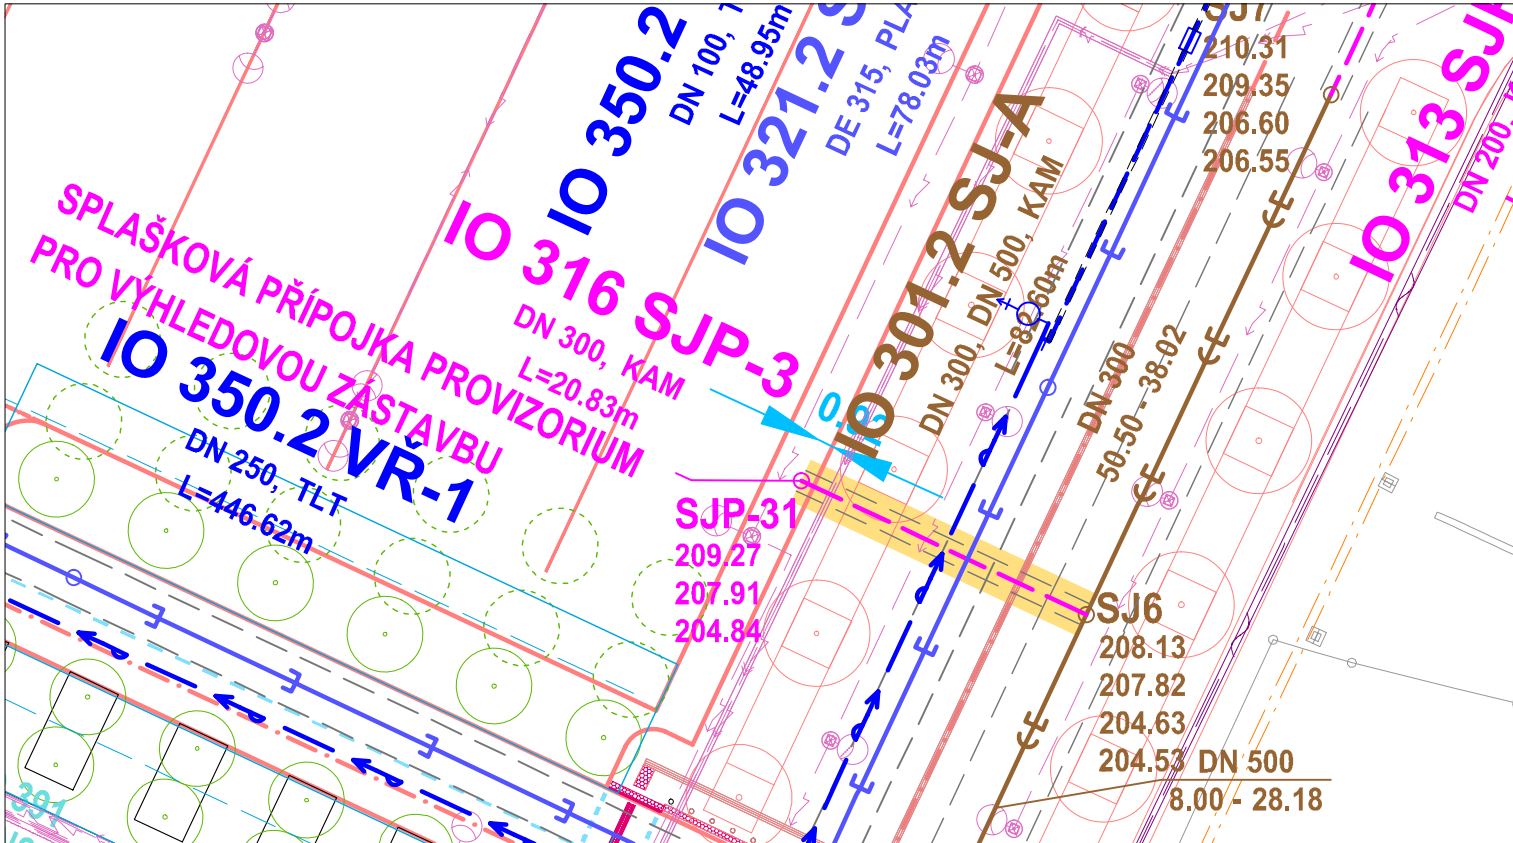 SPLAŠKOVÁ PŘÍPOJKA PROVIZORIUM
PRO VÝHLEDOVOU ZÁSTAVBU
IO 350.2 VŘ-1
DN 250, TLT
L=446.62m
IO 316 SJP-3
DN 300, KAM
L=20.83m
IO 350.2
DN 100,
L=48.95m
IO 321.2
DE 315,
L=78.03m
IO 301.2 SJ-A
DN 300, DN 500, KAM
L=82.60m
SJP-31
209.27
207.91
204.84
SJ7
210.31
209.35
206.60
206.55
DN 300
50.50 - 38.02
IO 313
DN 200,
SJ6
208.13
207.82
204.63
204.53
DN 500
8.00 - 28.18
391